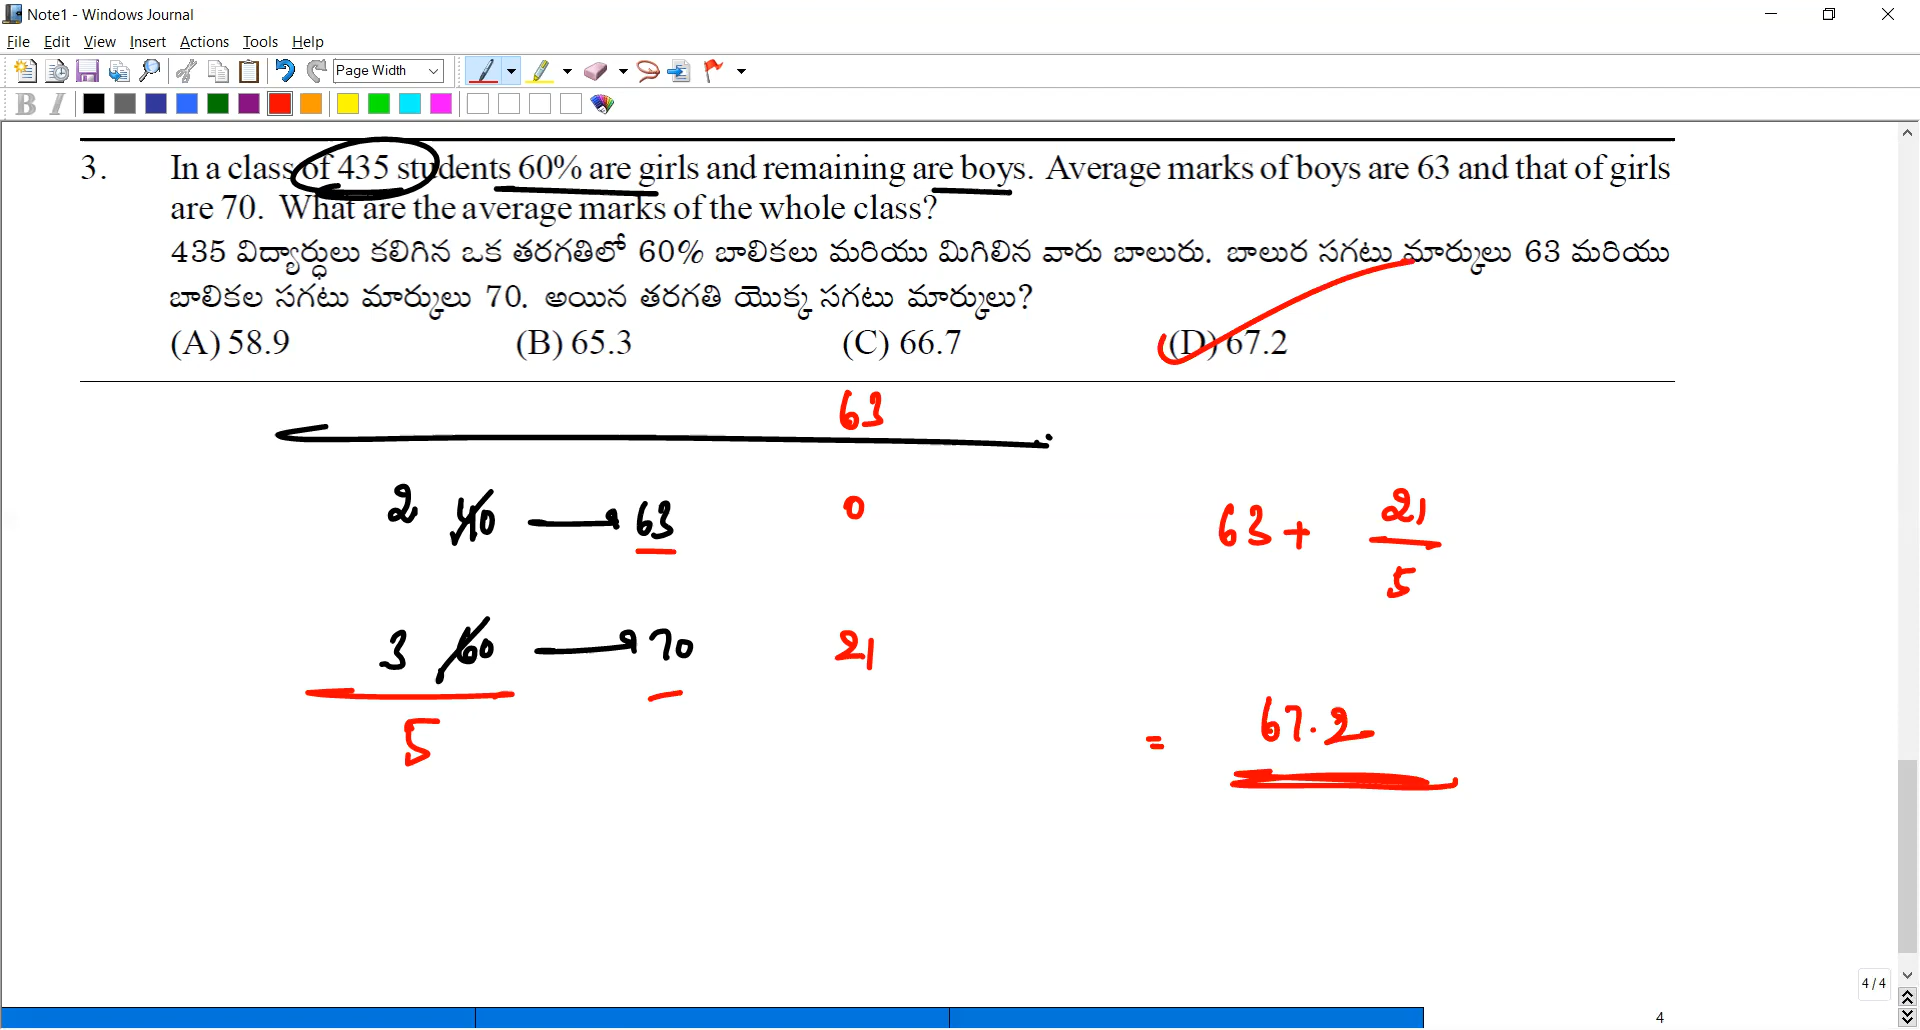 Note1 - Windows Journal
File Edit View Insert Actions Tools Help
Page Width
B I
3. In a class of 435 students 60% are girls and remaining are boys. Average marks of boys are 63 and that of girls
are 70. What are the average marks of the whole class?
435 విద్యార్థులు కలిగిన ఒక తరగతిలో 60% బాలికలు మరియు మిగిలిన వారు బాలురు. బాలుర సగటు మార్కులు 63 మరియు
బాలికల సగటు మార్కులు 70. అయిన తరగతి యొక్క సగటు మార్కులు?
(A) 58.9 (B) 65.3 (C) 66.7 (D) 67.2
63
2 40 63 0
63 + 21
5
3 60 70 21
5
= 67.2
4 / 4
4